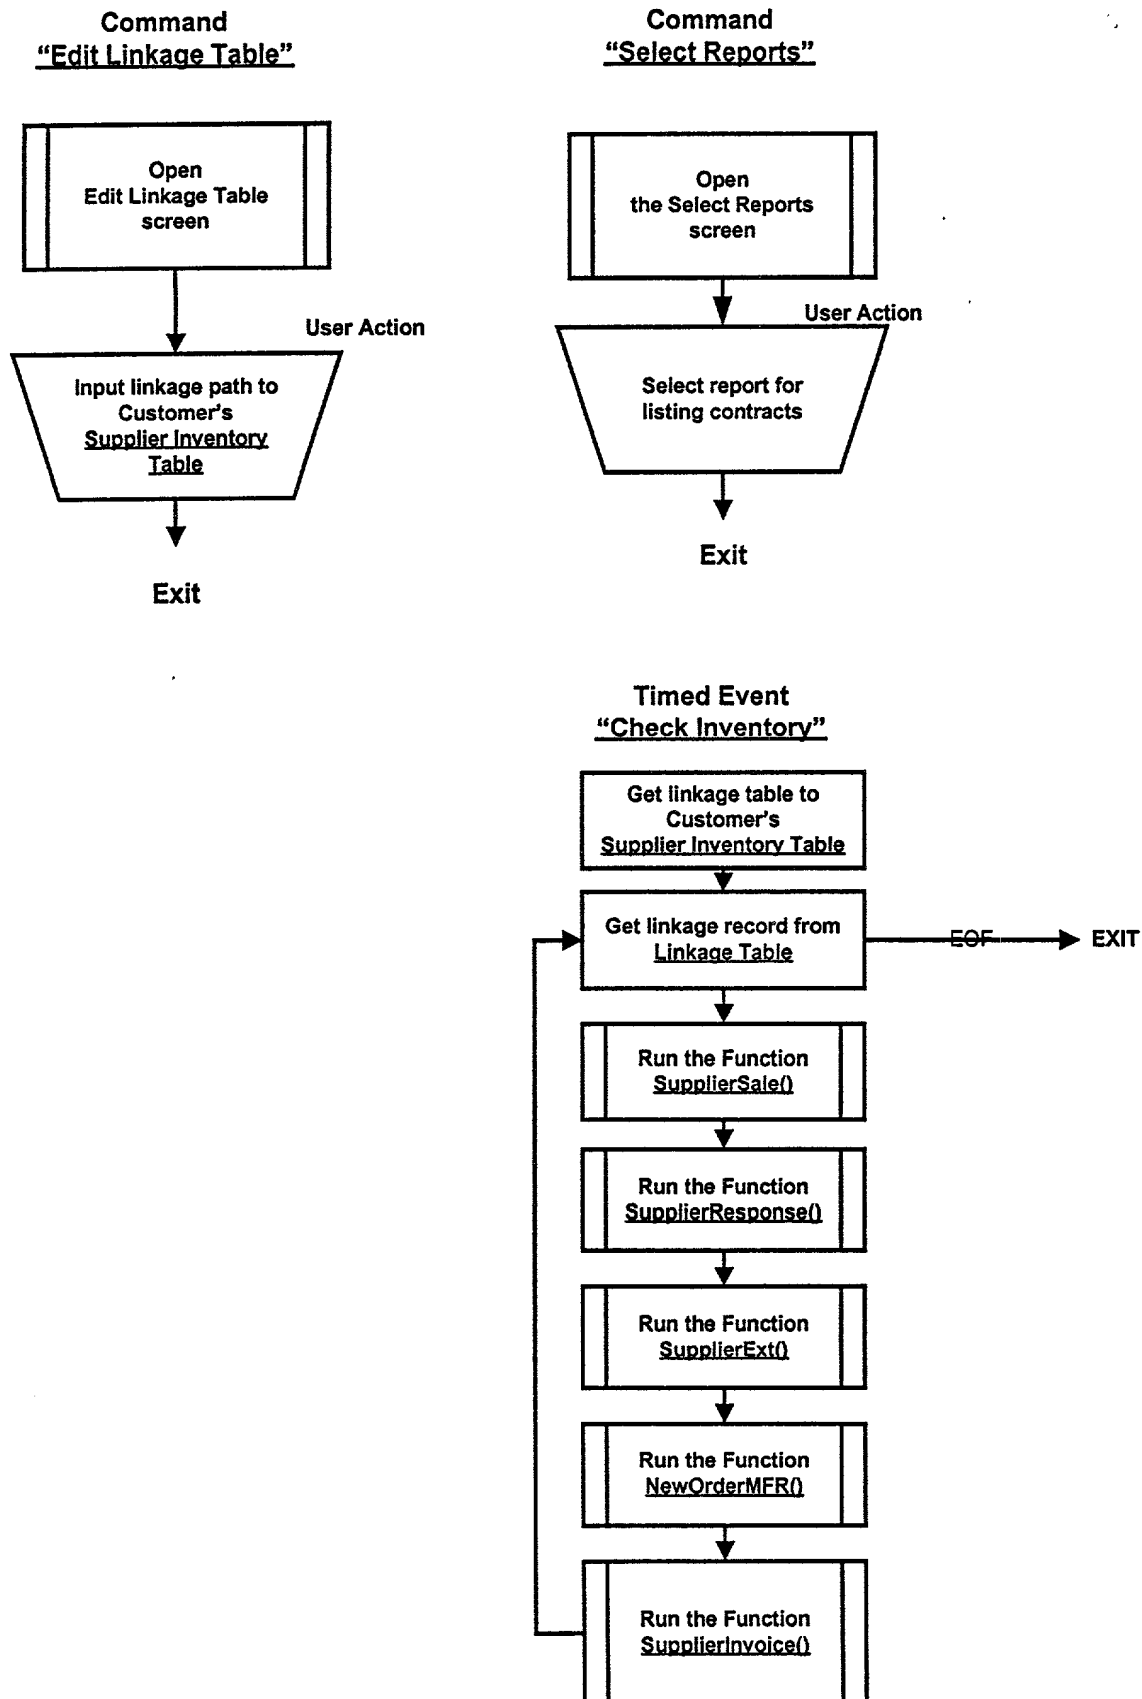 Command
“Edit Linkage Table”
Open
Edit Linkage Table
screen
User Action
Input linkage path to
Customer's
Supplier Inventory
Table
Exit
Command
“Select Reports”
Open
the Select Reports
screen
User Action
Select report for
listing contracts
Exit
Timed Event
“Check Inventory”
Get linkage table to
Customer's
Supplier Inventory Table
Get linkage record from
Linkage Table
EOF
EXIT
Run the Function
SupplierSale()
Run the Function
SupplierResponse()
Run the Function
SupplierExt()
Run the Function
NewOrderMFR()
Run the Function
SupplierInvoice()